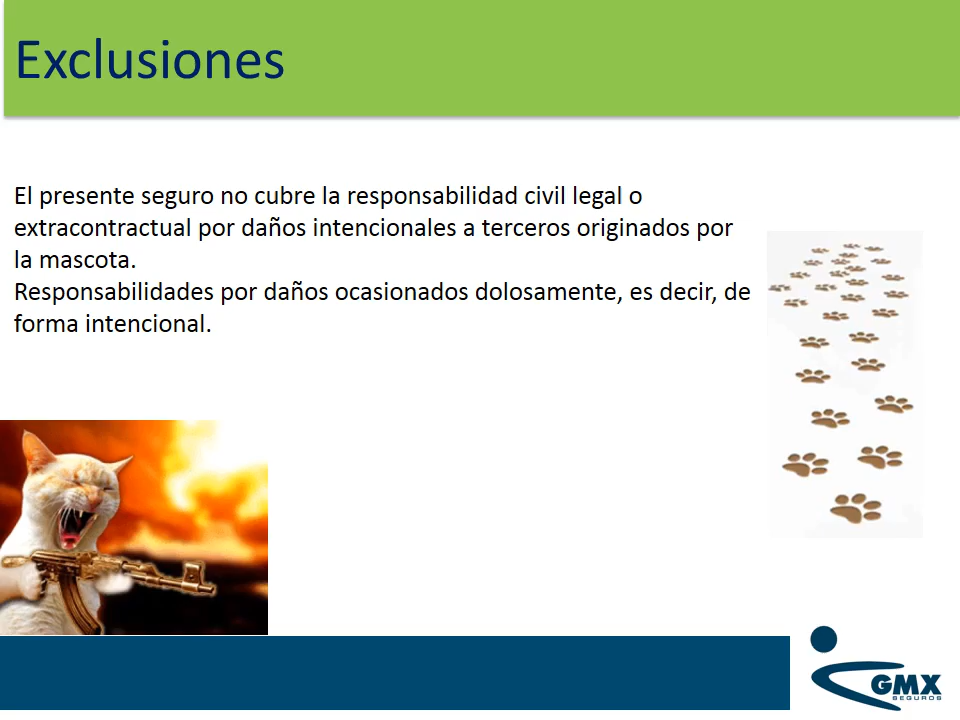 Exclusiones
El presente seguro no cubre la responsabilidad civil legal o
extracontractual por daños intencionales a terceros originados por
la mascota.
Responsabilidades por daños ocasionados dolosamente, es decir, de
forma intencional.
GMX
SEGUROS